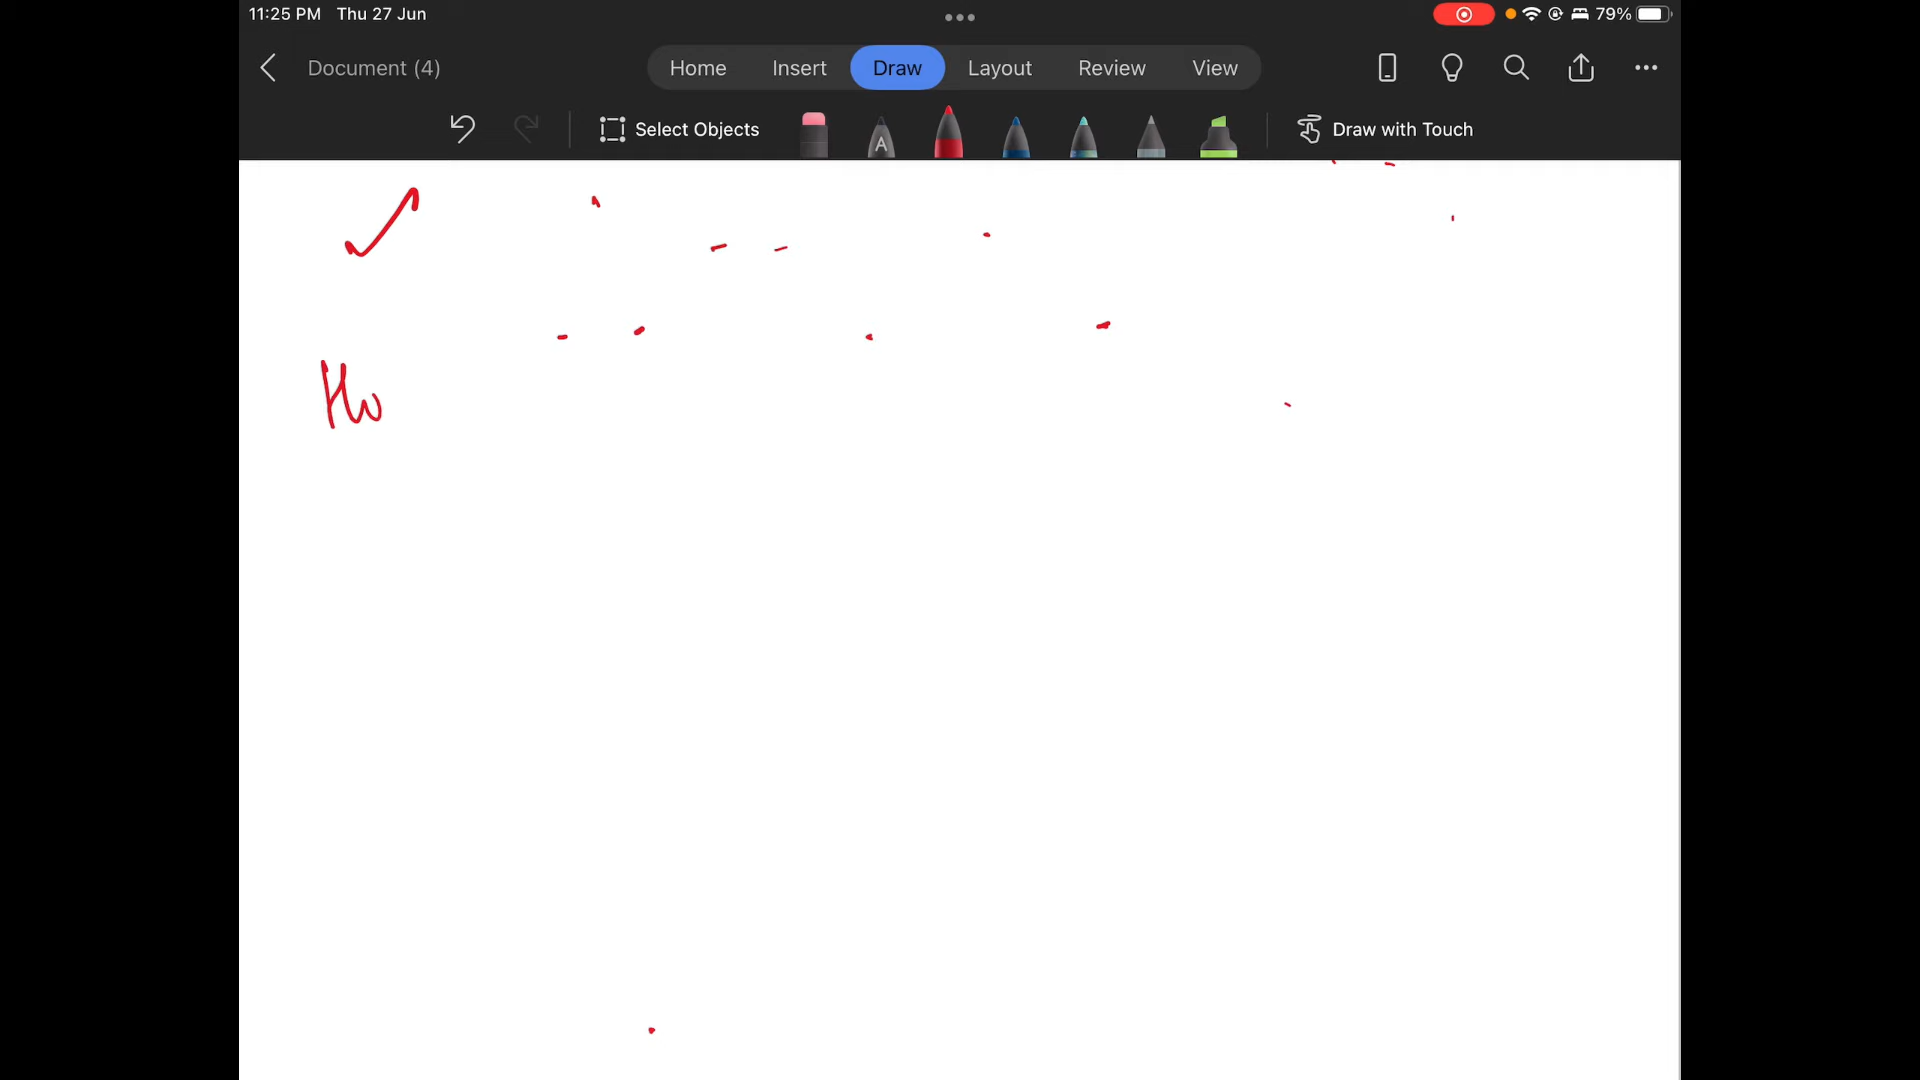 11:25 PM Thu 27 Jun
79%
Document (4)
Home Insert Draw Layout Review View
Select Objects
A
Draw with Touch